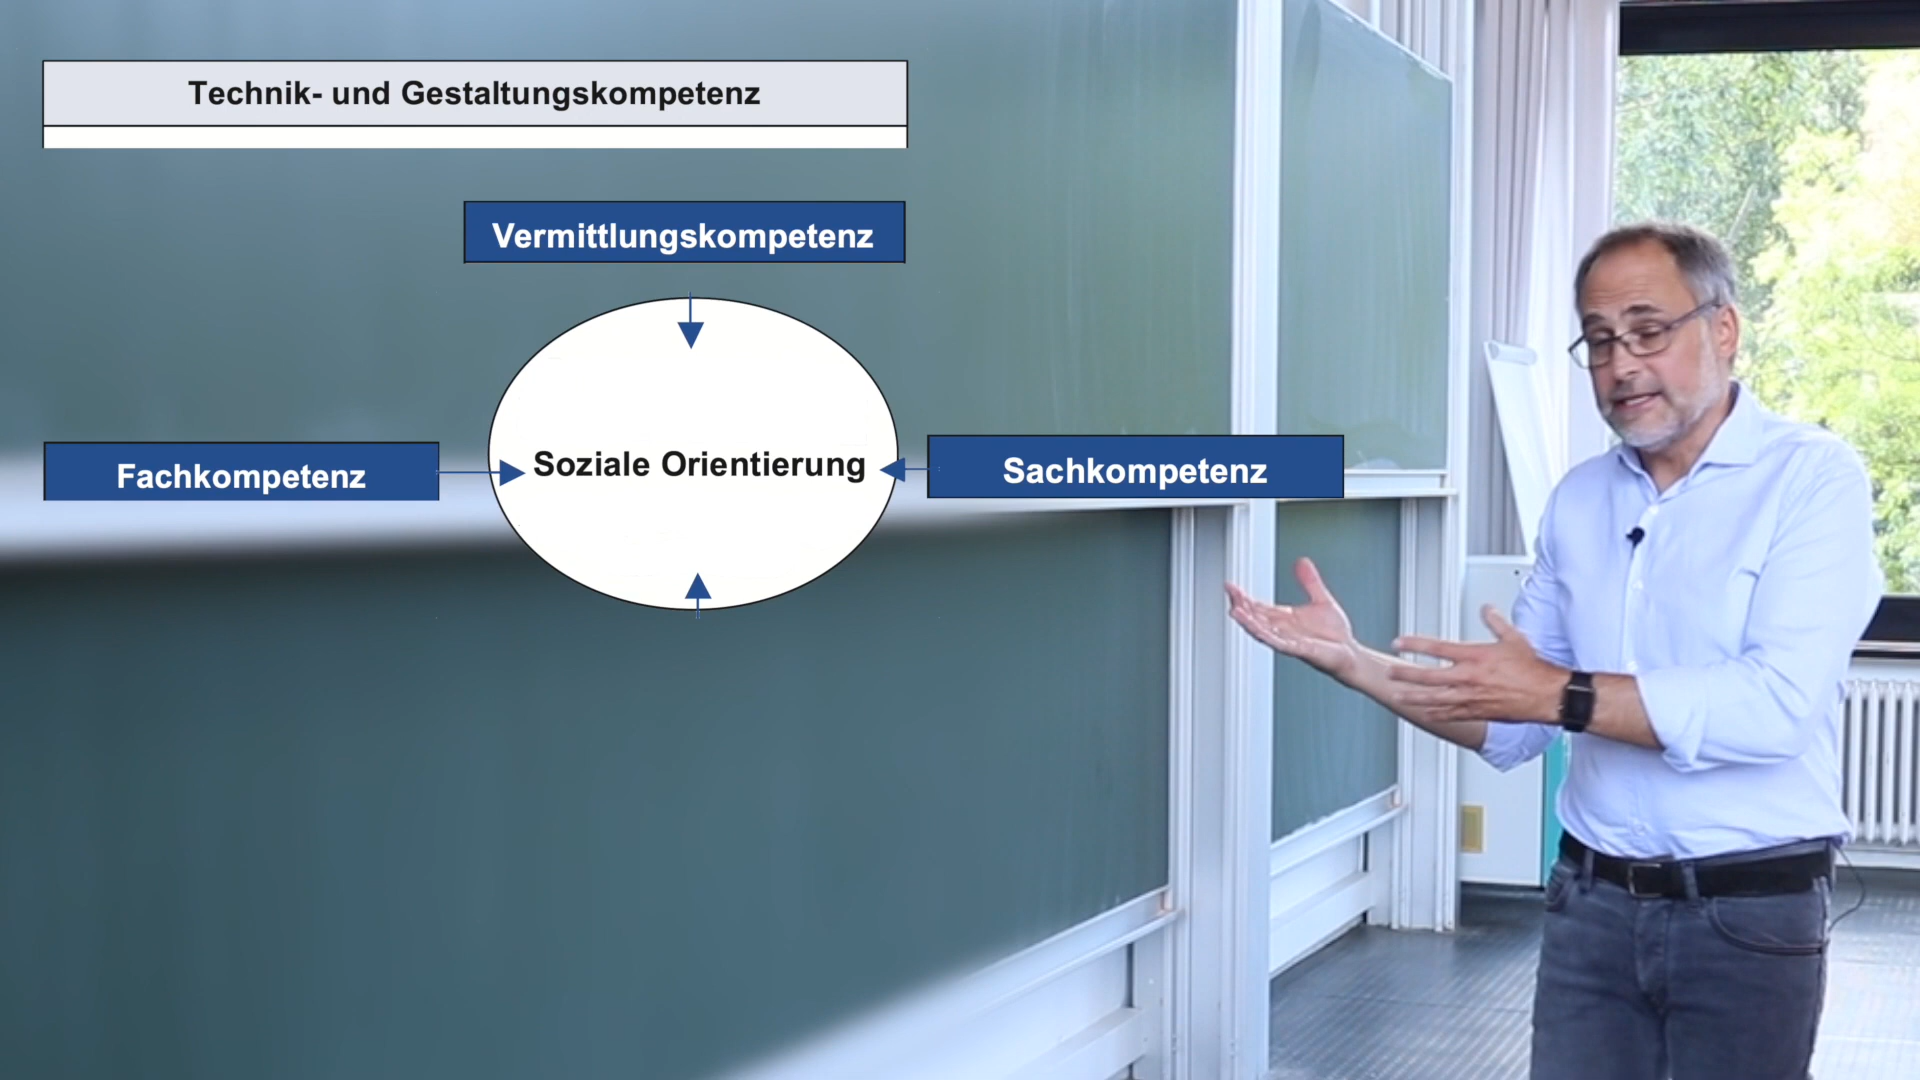 Technik- und Gestaltungskompetenz
Vermittlungskompetenz
Fachkompetenz
Soziale Orientierung
Sachkompetenz